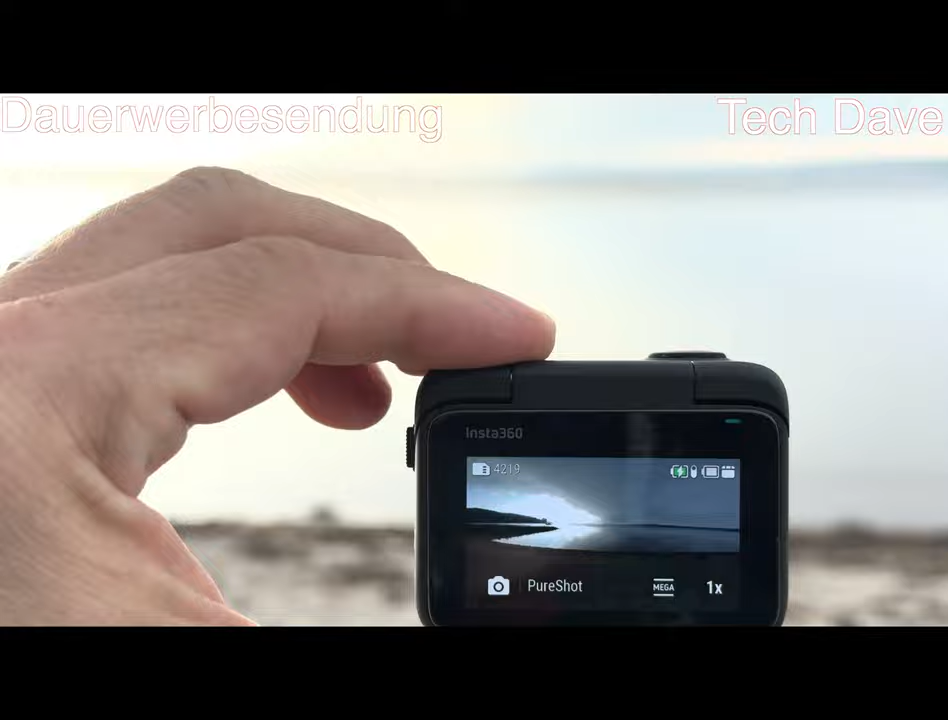 Dauerwerbesendung
Tech Dave
Insta360
4219
PureShot
MEGA
1x